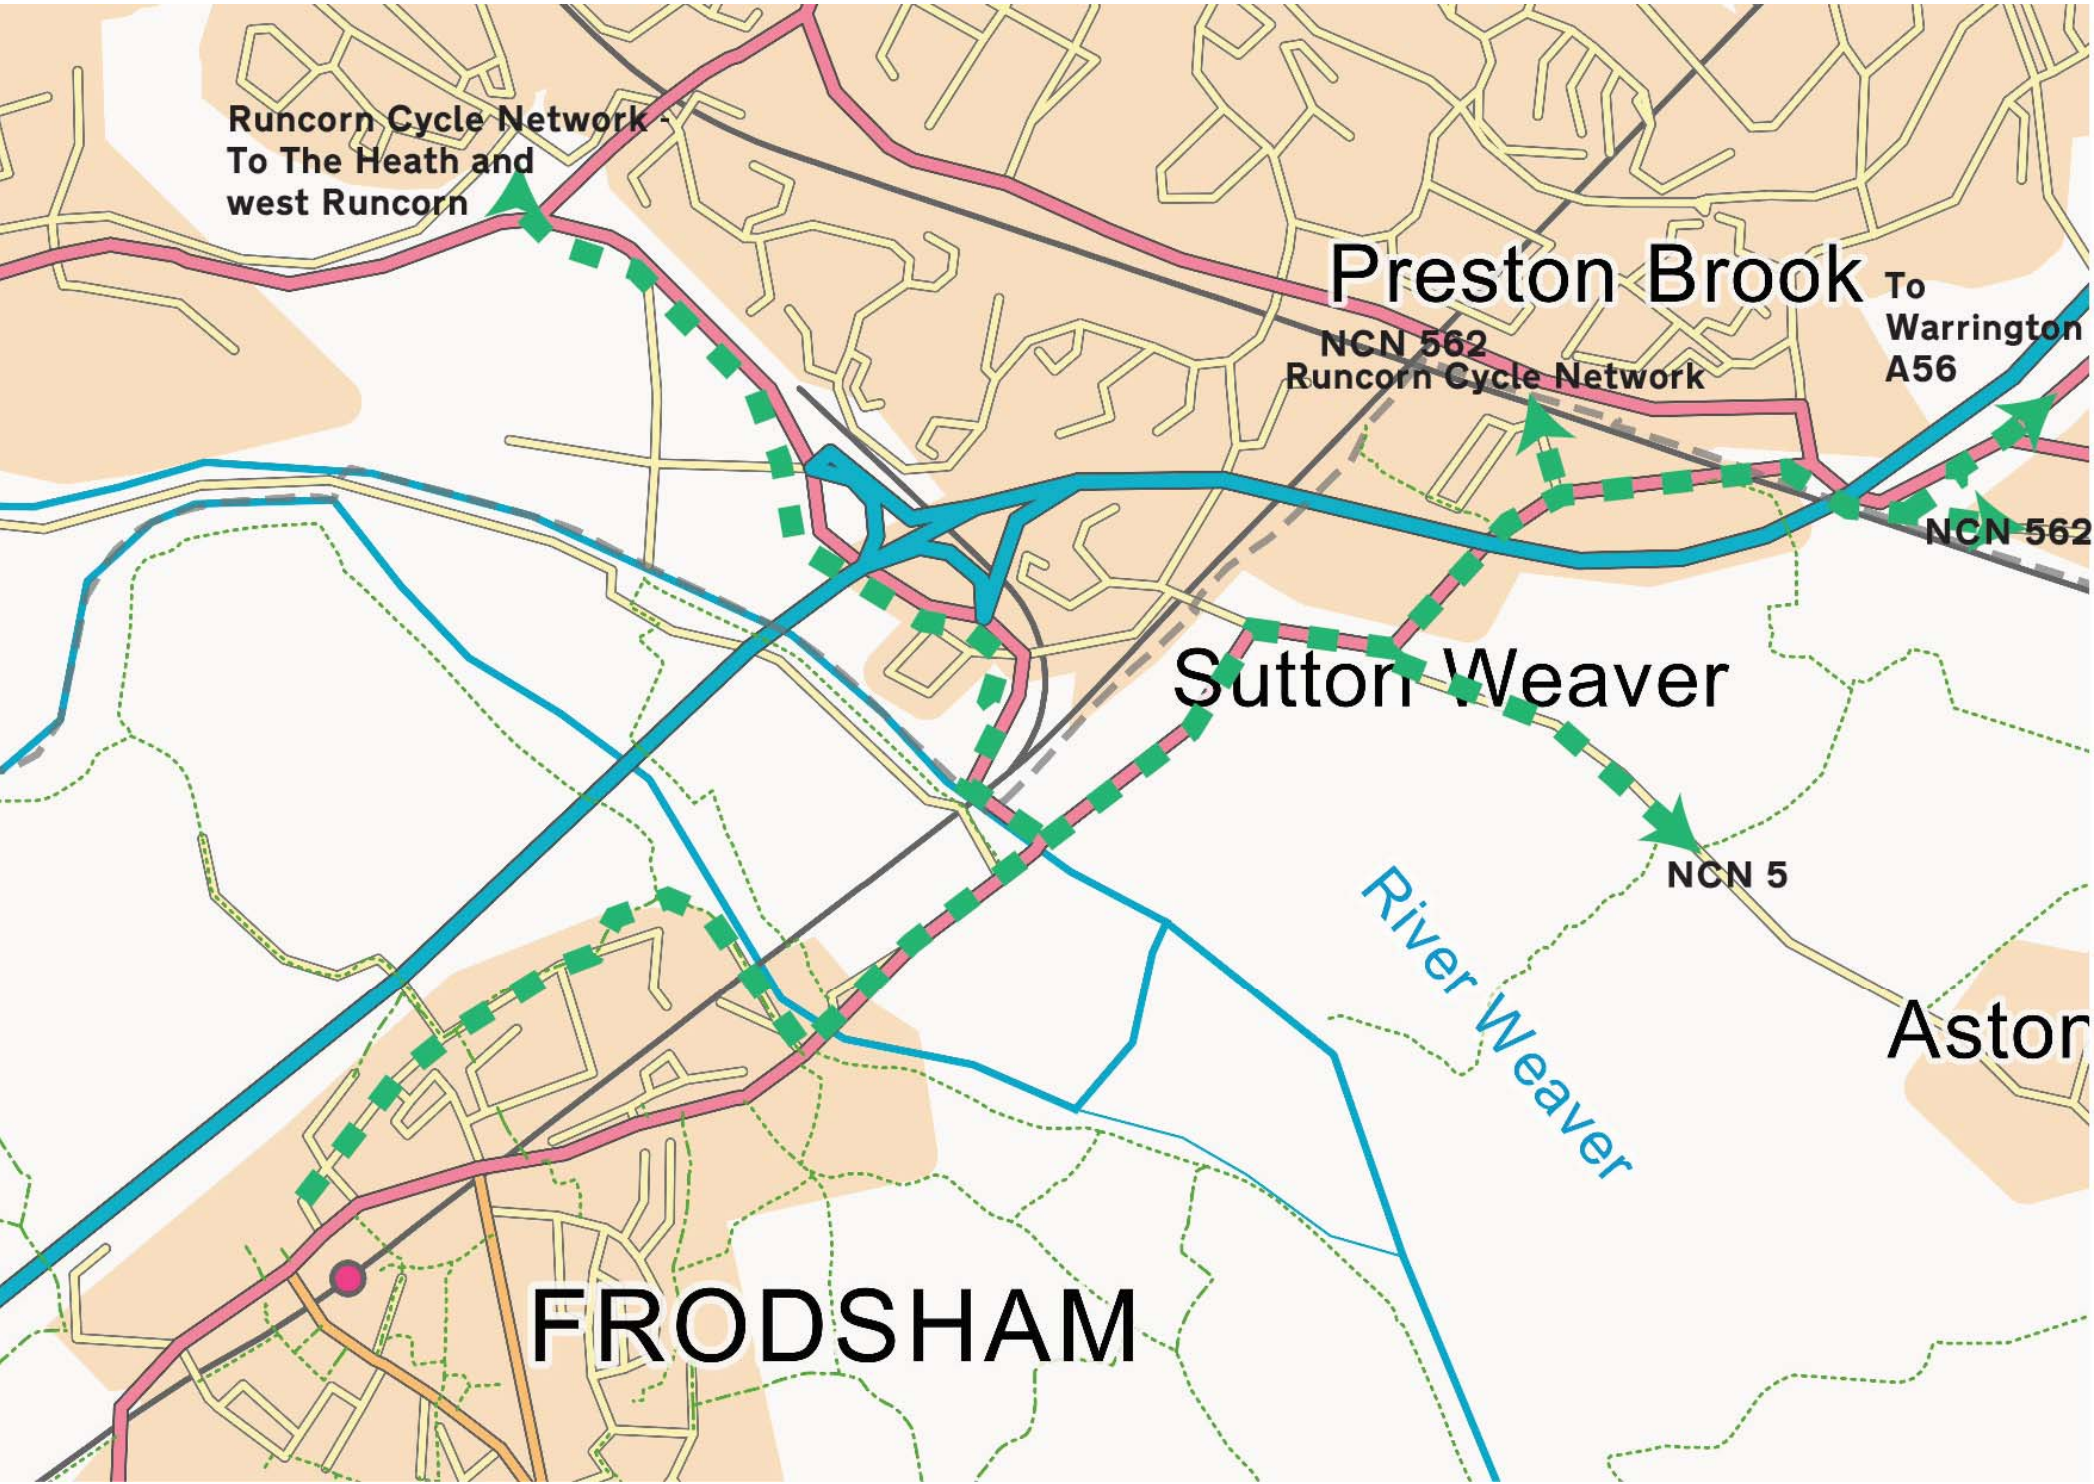 Runcorn Cycle Network -
To The Heath and
west Runcorn
Preston Brook
To
Warrington
A56
NCN 562
Runcorn Cycle Network
NCN 562
Sutton Weaver
NCN 5
River Weaver
Aston
FRODSHAM